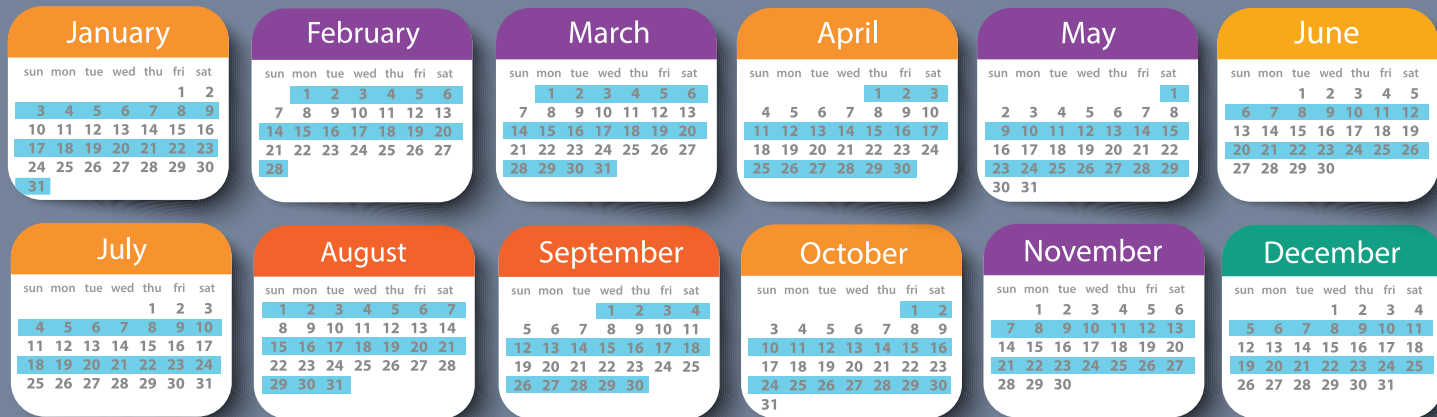 January
sun mon tue wed thu fri sat
1 2
3 4 5 6 7 8 9
10 11 12 13 14 15 16
17 18 19 20 21 22 23
24 25 26 27 28 29 30
31
February
sun mon tue wed thu fri sat
1 2 3 4 5 6
7 8 9 10 11 12 13
14 15 16 17 18 19 20
21 22 23 24 25 26 27
28
March
sun mon tue wed thu fri sat
1 2 3 4 5 6
7 8 9 10 11 12 13
14 15 16 17 18 19 20
21 22 23 24 25 26 27
28 29 30 31
April
sun mon tue wed thu fri sat
1 2 3
4 5 6 7 8 9 10
11 12 13 14 15 16 17
18 19 20 21 22 23 24
25 26 27 28 29 30
May
sun mon tue wed thu fri sat
1
2 3 4 5 6 7 8
9 10 11 12 13 14 15
16 17 18 19 20 21 22
23 24 25 26 27 28 29
30 31
June
sun mon tue wed thu fri sat
1 2 3 4 5
6 7 8 9 10 11 12
13 14 15 16 17 18 19
20 21 22 23 24 25 26
27 28 29 30
July
sun mon tue wed thu fri sat
1 2 3
4 5 6 7 8 9 10
11 12 13 14 15 16 17
18 19 20 21 22 23 24
25 26 27 28 29 30 31
August
sun mon tue wed thu fri sat
1 2 3 4 5 6 7
8 9 10 11 12 13 14
15 16 17 18 19 20 21
22 23 24 25 26 27 28
29 30 31
September
sun mon tue wed thu fri sat
1 2 3 4
5 6 7 8 9 10 11
12 13 14 15 16 17 18
19 20 21 22 23 24 25
26 27 28 29 30
October
sun mon tue wed thu fri sat
1 2
3 4 5 6 7 8 9
10 11 12 13 14 15 16
17 18 19 20 21 22 23
24 25 26 27 28 29 30
31
November
sun mon tue wed thu fri sat
1 2 3 4 5 6
7 8 9 10 11 12 13
14 15 16 17 18 19 20
21 22 23 24 25 26 27
28 29 30
December
sun mon tue wed thu fri sat
1 2 3 4
5 6 7 8 9 10 11
12 13 14 15 16 17 18
19 20 21 22 23 24 25
26 27 28 29 30 31